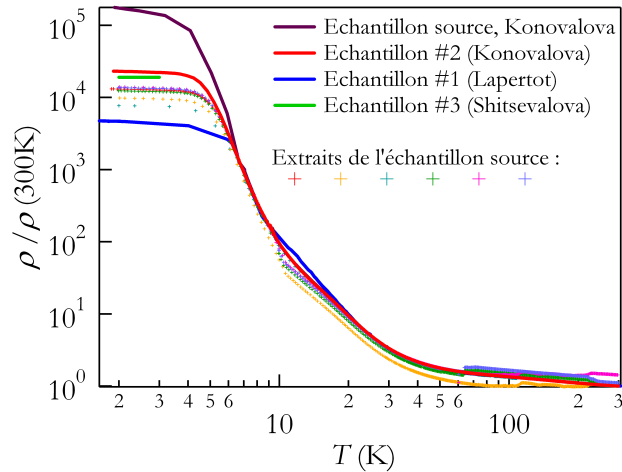 10^5
10^4
10^3
10^2
10^1
10^0
ρ / ρ (300K)
Echantillon source, Konovalova
Echantillon #2 (Konovalova)
Echantillon #1 (Lapertot)
Echantillon #3 (Shitsevalova)
Extraits de l'échantillon source :
2 3 4 5 6 10 2 3 4 5 6 100 2 3
T (K)